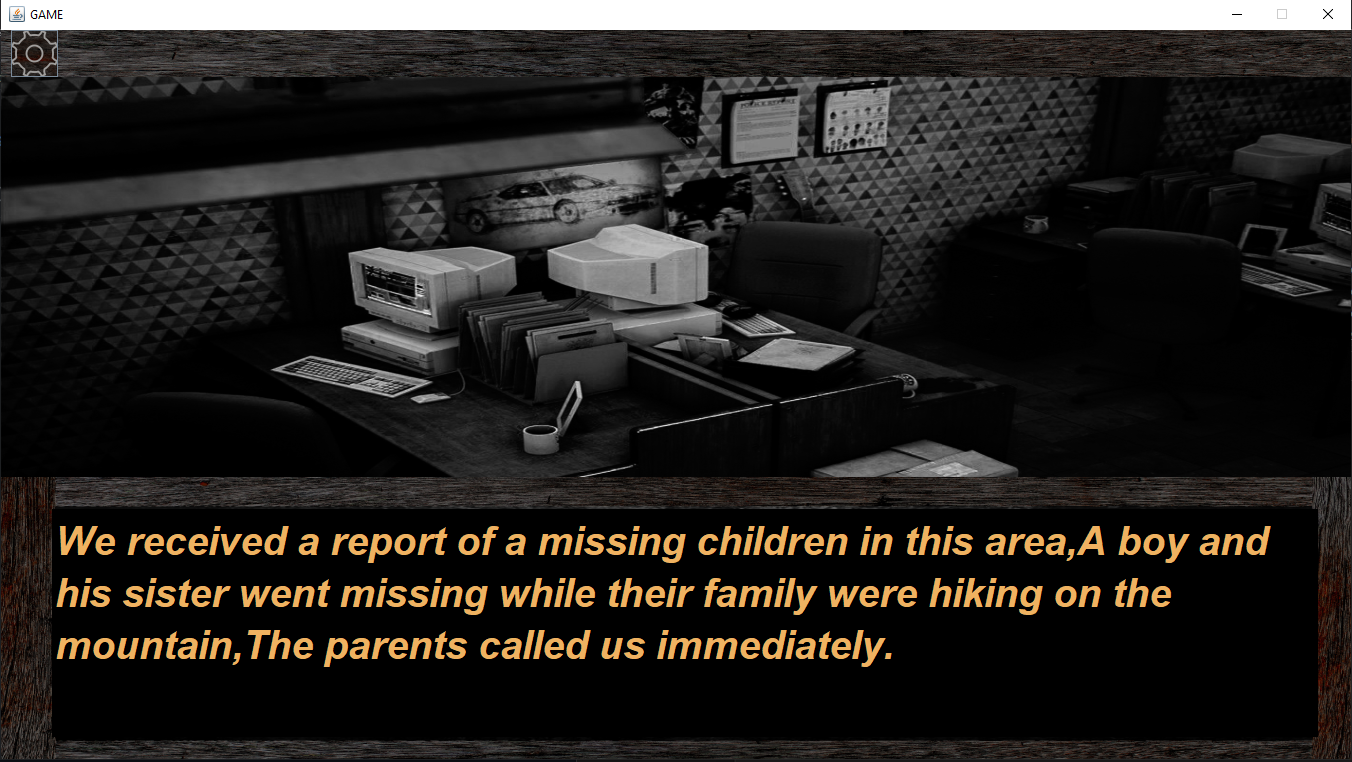 GAME
We received a report of a missing children in this area,A boy and
his sister went missing while their family were hiking on the
mountain,The parents called us immediately.